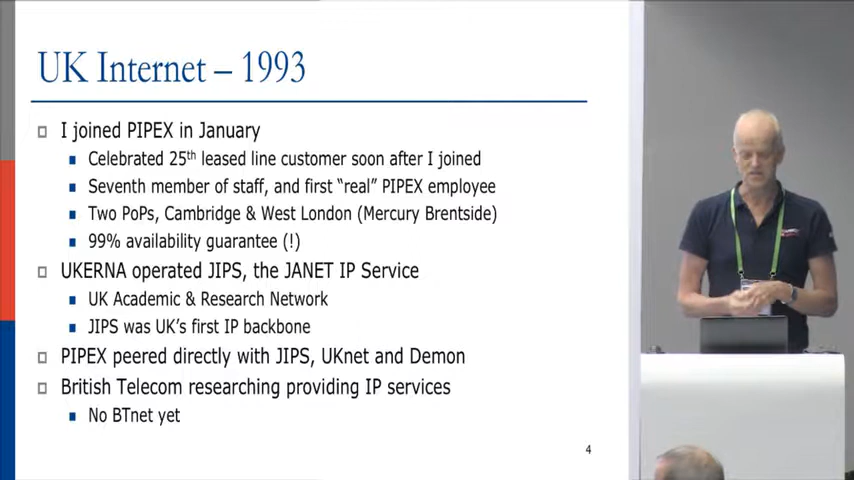 UK Internet – 1993
I joined PIPEX in January
Celebrated 25th leased line customer soon after I joined
Seventh member of staff, and first “real” PIPEX employee
Two PoPs, Cambridge & West London (Mercury Brentside)
99% availability guarantee (!)
UKERNA operated JIPS, the JANET IP Service
UK Academic & Research Network
JIPS was UK's first IP backbone
PIPEX peered directly with JIPS, UKnet and Demon
British Telecom researching providing IP services
No BTnet yet
4